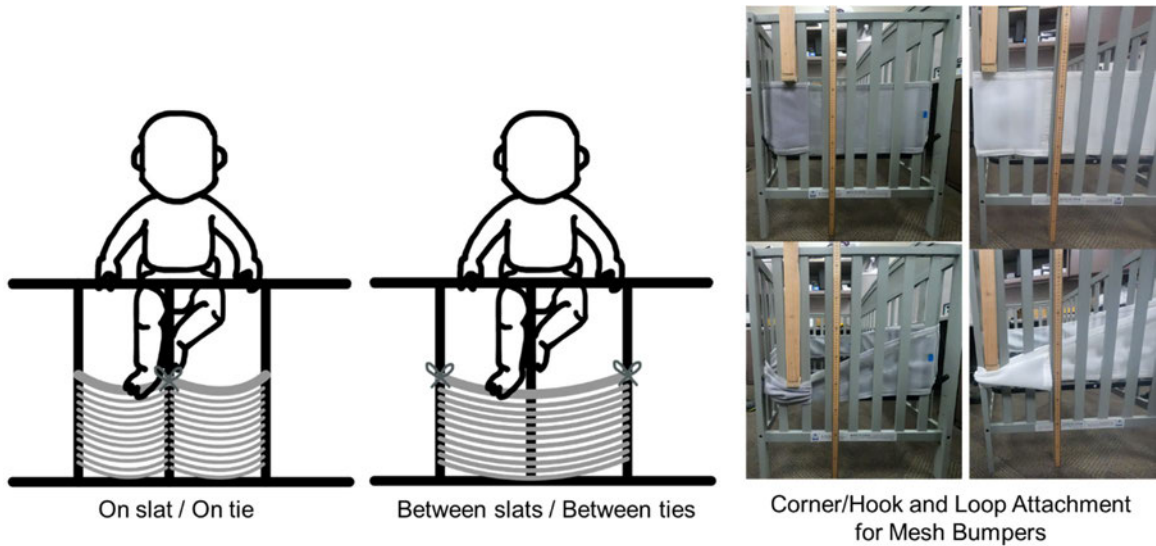 On slat / On tie
Between slats / Between ties
Corner/Hook and Loop Attachment
for Mesh Bumpers